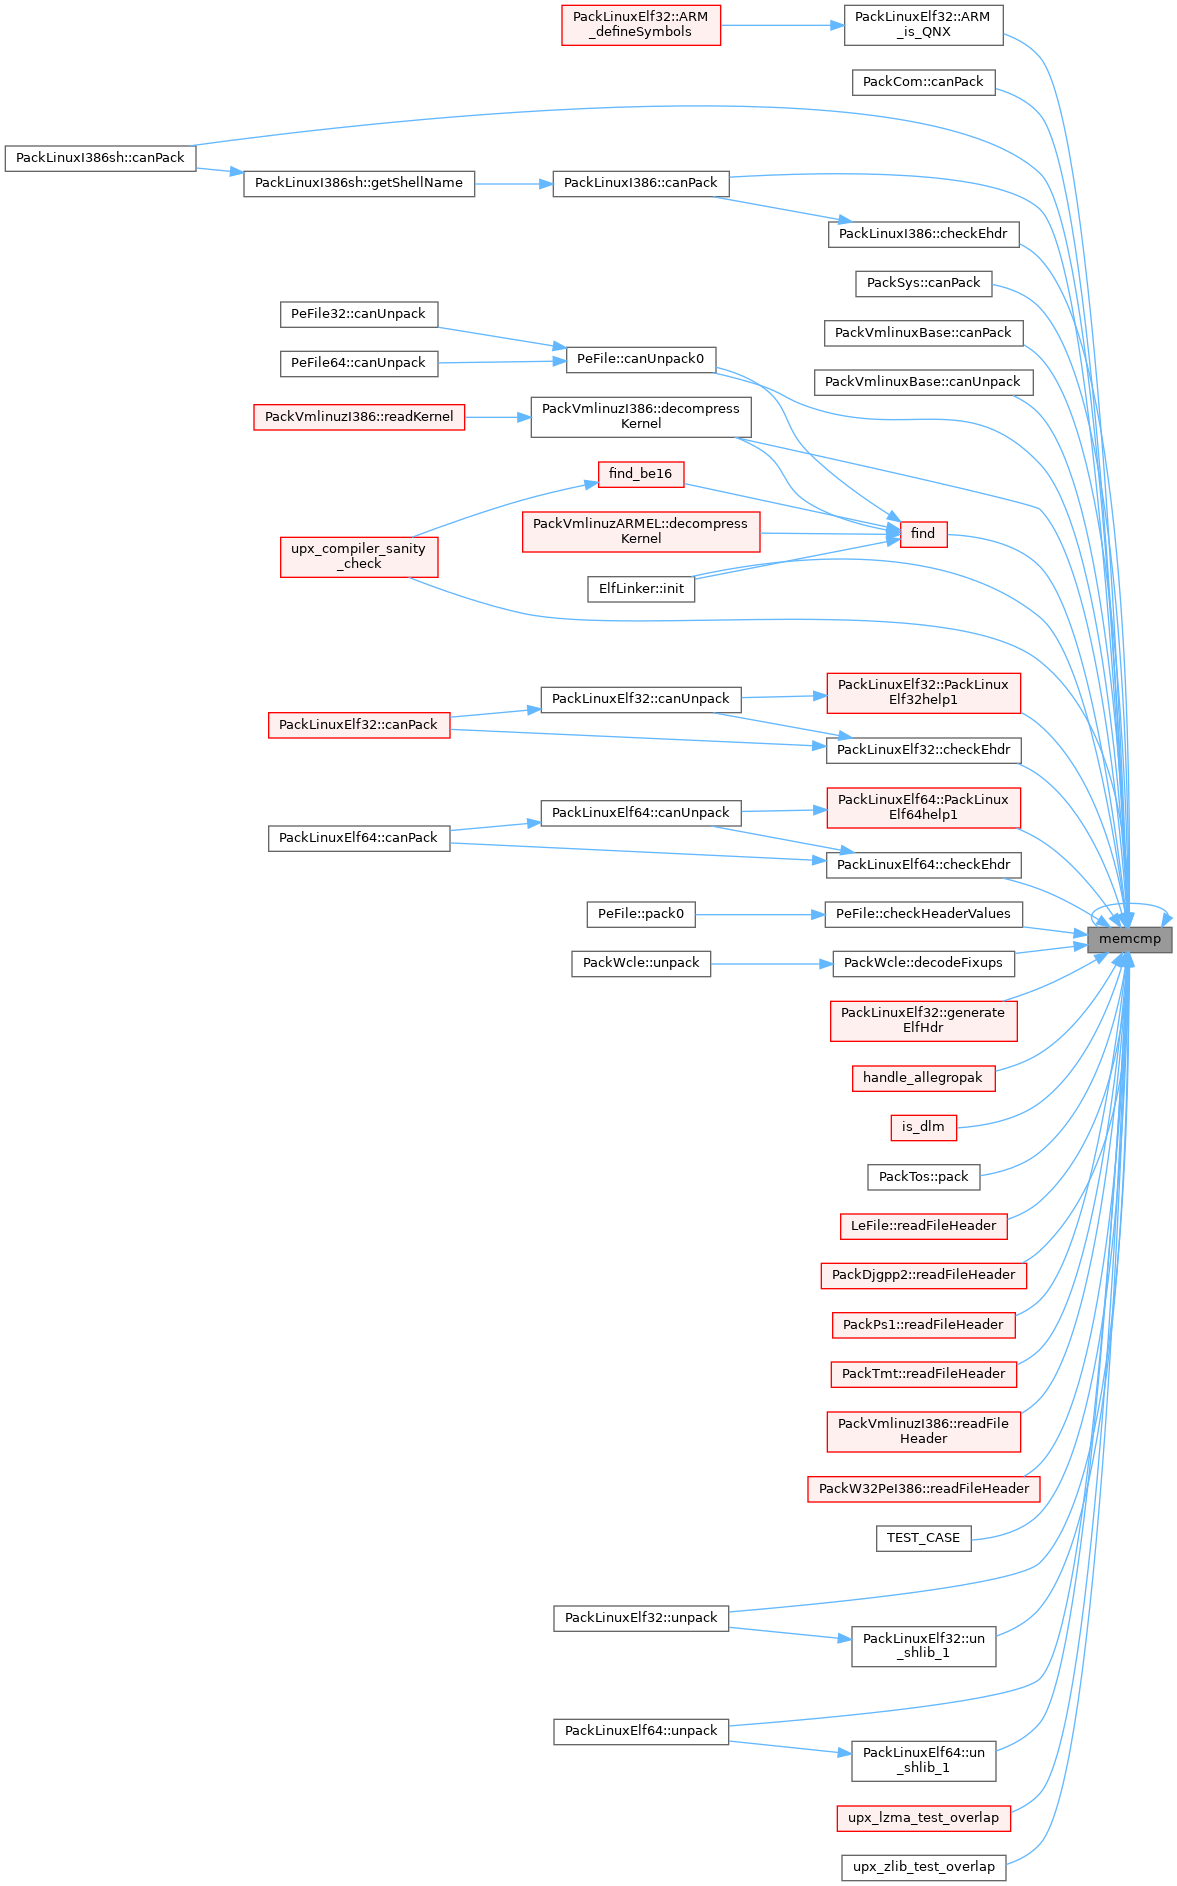 PackLinuxElf32::ARM
_defineSymbols
PackLinuxElf32::ARM
_is_QNX
PackCom::canPack
PackLinuxI386sh::canPack
PackLinuxI386sh::getShellName
PackLinuxI386::canPack
PackLinuxI386::checkEhdr
PackSys::canPack
PeFile32::canUnpack
PackVmlinuxBase::canPack
PeFile64::canUnpack
PeFile::canUnpack0
PackVmlinuxBase::canUnpack
PackVmlinuzI386::readKernel
PackVmlinuzI386::decompress
Kernel
find_be16
PackVmlinuzARMEL::decompress
Kernel
find
upx_compiler_sanity
_check
ElfLinker::init
PackLinuxElf32::PackLinux
Elf32help1
PackLinuxElf32::canUnpack
PackLinuxElf32::canPack
PackLinuxElf32::checkEhdr
PackLinuxElf64::PackLinux
Elf64help1
PackLinuxElf64::canUnpack
PackLinuxElf64::canPack
PackLinuxElf64::checkEhdr
PeFile::pack0
PeFile::checkHeaderValues
memcmp
PackWcle::unpack
PackWcle::decodeFixups
PackLinuxElf32::generate
ElfHdr
handle_allegropak
is_dlm
PackTos::pack
LeFile::readFileHeader
PackDjgpp2::readFileHeader
PackPs1::readFileHeader
PackTmt::readFileHeader
PackVmlinuzI386::readFile
Header
PackW32PeI386::readFileHeader
TEST_CASE
PackLinuxElf32::unpack
PackLinuxElf32::un
_shlib_1
PackLinuxElf64::unpack
PackLinuxElf64::un
_shlib_1
upx_lzma_test_overlap
upx_zlib_test_overlap